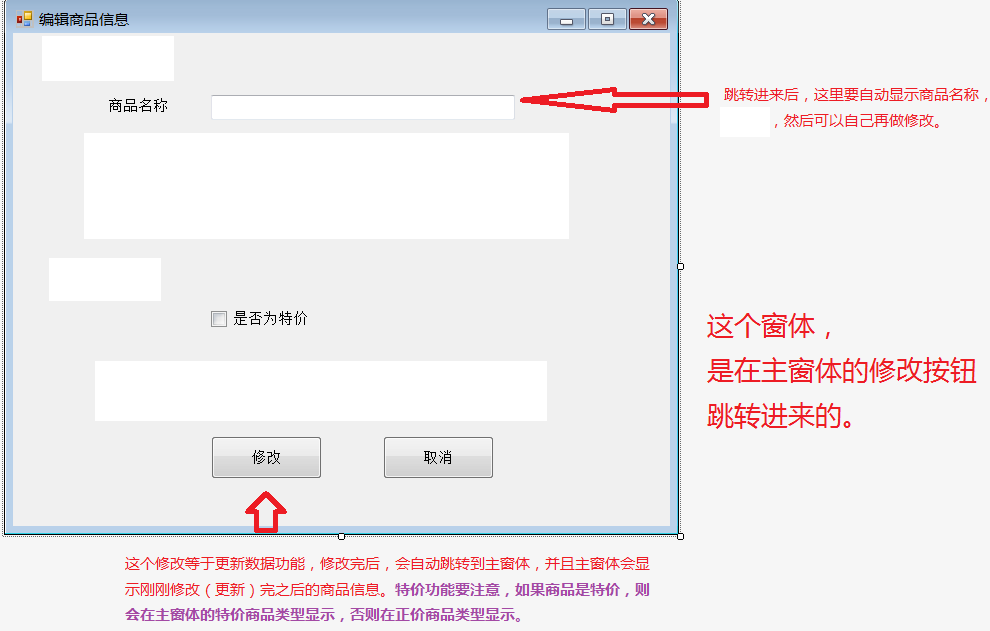 编辑商品信息
商品名称
跳转进来后，这里要自动显示商品名称，
，然后可以自己再做修改。
是否为特价
这个窗体，
是在主窗体的修改按钮
跳转进来的。
修改
取消
这个修改等于更新数据功能，修改完后，会自动跳转到主窗体，并且主窗体会显
示刚刚修改（更新）完之后的商品信息。特价功能要注意，如果商品是特价，则
会在主窗体的特价商品类型显示，否则在正价商品类型显示。